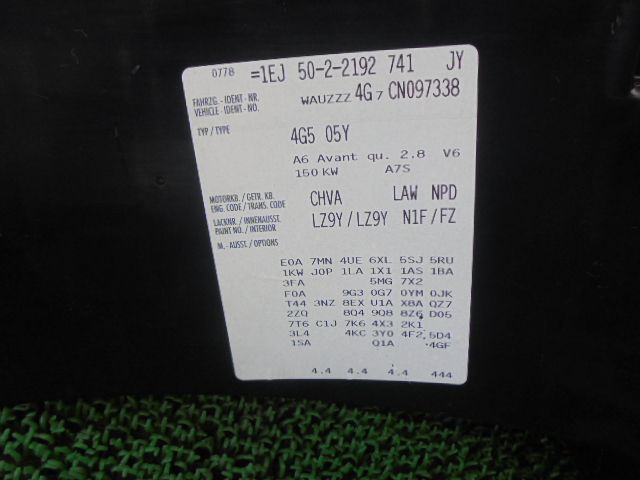 0778 =1EJ 50-2-2192 741 JY
FAHRZG.-IDENT-NR.
VEHICLE-IDENT-NO. WAUZZZ 4G7 CN097338
TYP / TYPE 4G5 05Y
A6 Avant qu. 2.8 V6
150 KW A7S
MOTORKB./GETR.KB.
ENG. CODE/TRANS. CODE CHVA LAW NPD
LACKNR./INNENAUSST.
PAINT NO./INTERIOR LZ9Y/LZ9Y N1F/FZ
M.-AUSST./OPTIONS
E0A 7MN 4UE 6XL 5SJ 5RU
1KW J0P 1LA 1X1 1AS 1BA
3FA 5MG 7X2
F0A 9G3 0G7 0YM 0JK
T44 3NZ 8EX U1A X8A QZ7
2ZQ 8Q4 9Q8 8Z6 D05
7T6 C1J 7K6 4X3 2K1
3L4 4KC 3Y0 4F2 5D4
1SA Q1A 4GF
4.4 4.4 4.4 444